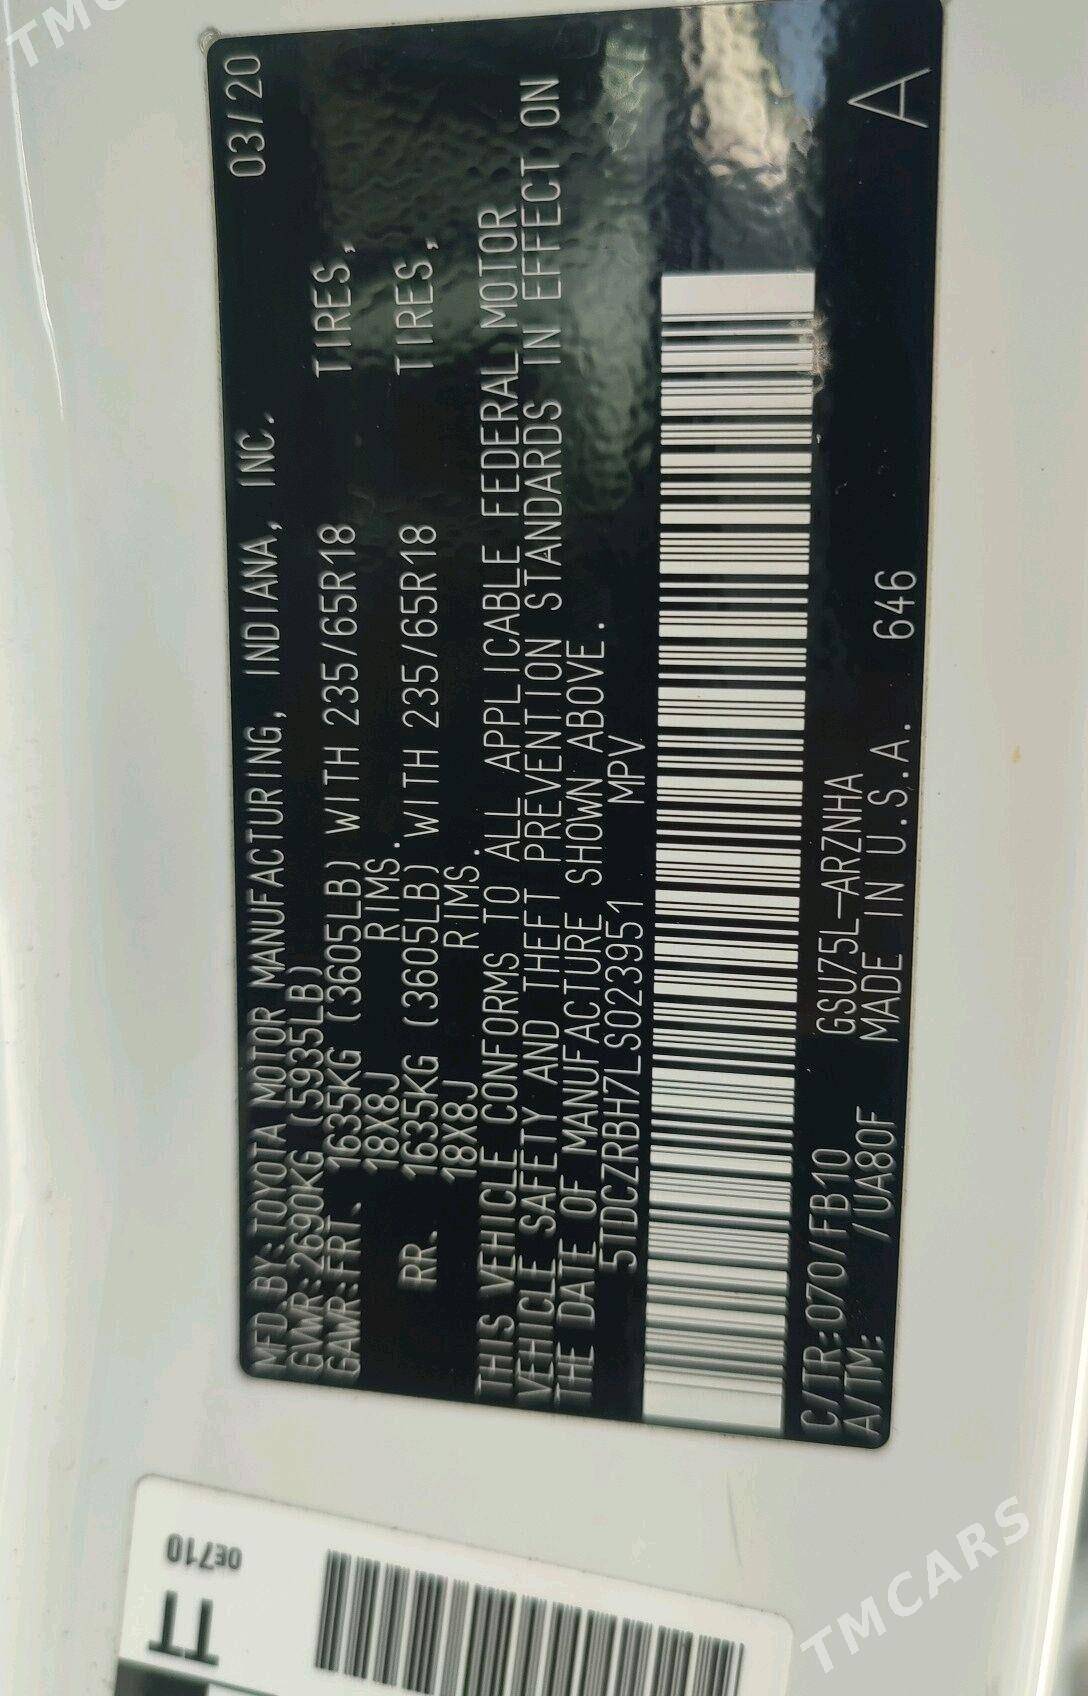 MFD BY:TOYOTA MOTOR MANUFACTURING, INDIANA, INC. 03/20
GVWR:2690KG (5935LB)
GAWR:FRT. 1635KG (3605LB) WITH 235/65R18 TIRES,
18X8J RIMS.
RR. 1635KG (3605LB) WITH 235/65R18 TIRES,
18X8J RIMS.
THIS VEHICLE CONFORMS TO ALL APPLICABLE FEDERAL MOTOR
VEHICLE SAFETY AND THEFT PREVENTION STANDARDS IN EFFECT ON
THE DATE OF MANUFACTURE SHOWN ABOVE.
5TDCZRBH7LS023951 MPV
C/TR:070/FB10 GSU75L-ARZNHA
A/TM: /UA80F MADE IN U.S.A. 646 A
0E710
TMCARS